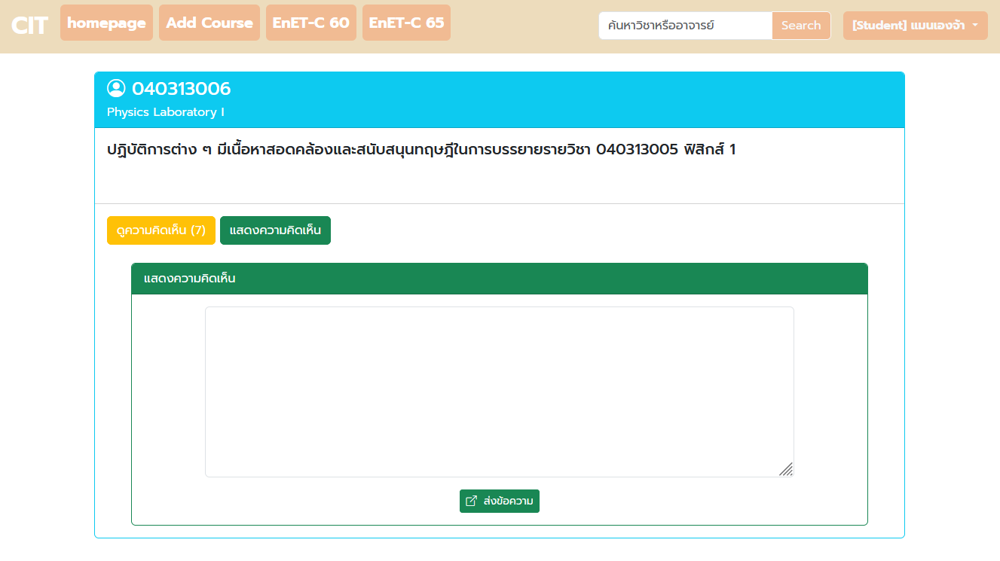 CIT homepage Add Course EnET-C 60 EnET-C 65 ค้นหาวิชาหรืออาจารย์ Search [Student] แมนเองจ้า
040313006
Physics Laboratory I
ปฏิบัติการต่าง ๆ มีเนื้อหาสอดคล้องและสนับสนุนทฤษฎีในการบรรยายรายวิชา 040313005 ฟิสิกส์ 1
ดูความคิดเห็น (7) แสดงความคิดเห็น
แสดงความคิดเห็น
ส่งข้อความ